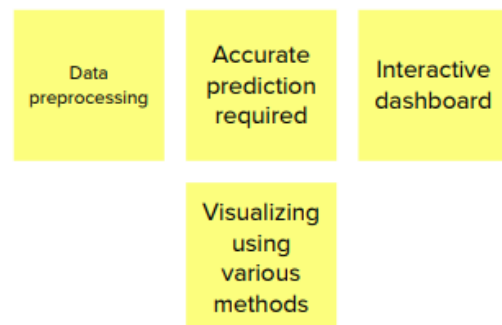 Data
preprocessing
Accurate
prediction
required
Interactive
dashboard
Visualizing
using
various
methods